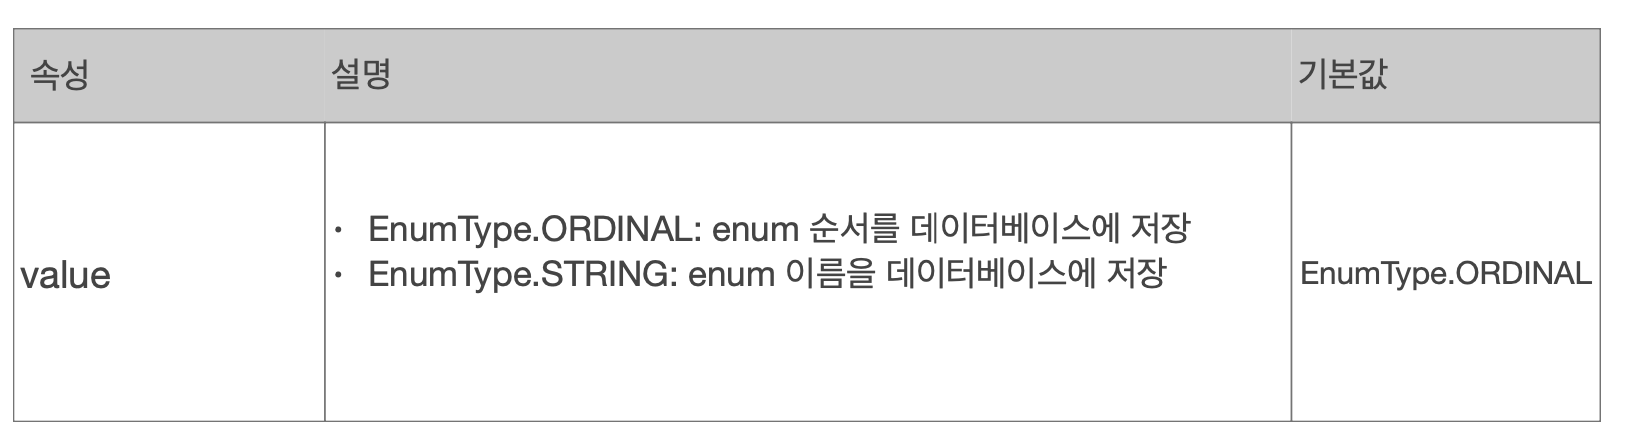 속성 설명 기본값
• EnumType.ORDINAL: enum 순서를 데이터베이스에 저장
value • EnumType.STRING: enum 이름을 데이터베이스에 저장 EnumType.ORDINAL